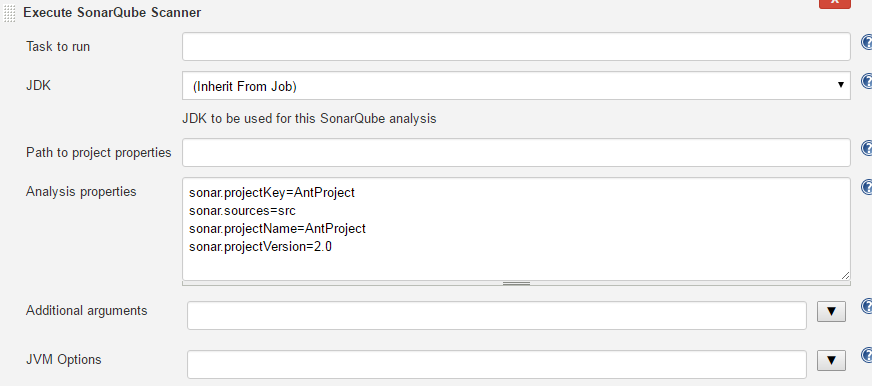 Execute SonarQube Scanner
Task to run
JDK
(Inherit From Job)
JDK to be used for this SonarQube analysis
Path to project properties
Analysis properties
sonar.projectKey=AntProject
sonar.sources=src
sonar.projectName=AntProject
sonar.projectVersion=2.0
Additional arguments
JVM Options